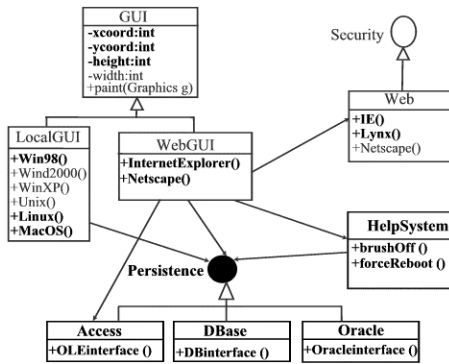 GUI
-xcoord:int
-ycoord:int
-height:int
-width:int
+paint(Graphics g)
Security
Web
+IE()
+Lynx()
+Netscape()
LocalGUI
+Win98()
+Wind2000()
+WinXP()
+Unix()
+Linux()
+MacOS()
WebGUI
+InternetExplorer()
+Netscape()
HelpSystem
+brushOff ()
+forceReboot ()
Persistence
Access
+OLEinterface ()
DBase
+DBinterface ()
Oracle
+Oracleinterface ()